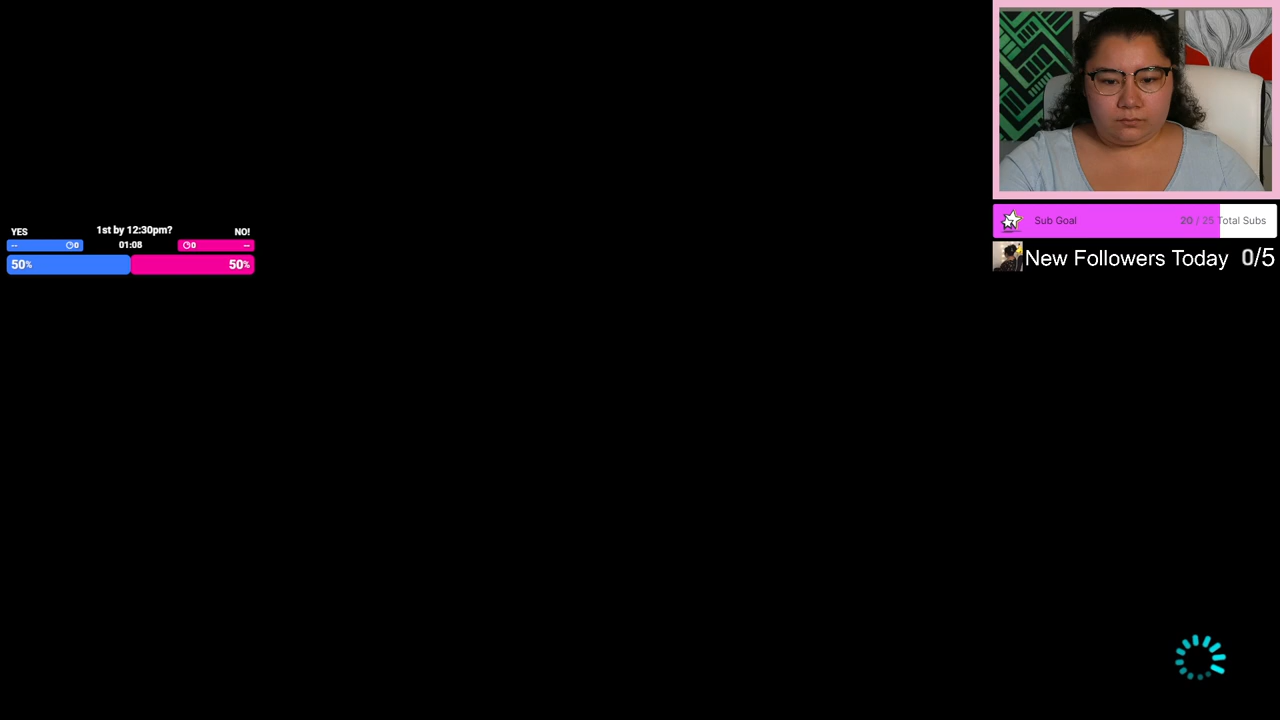 YES 1st by 12:30pm? NO!
-- 0 01:08 0 --
50% 50%
Sub Goal 20 / 25 Total Subs
New Followers Today 0/5